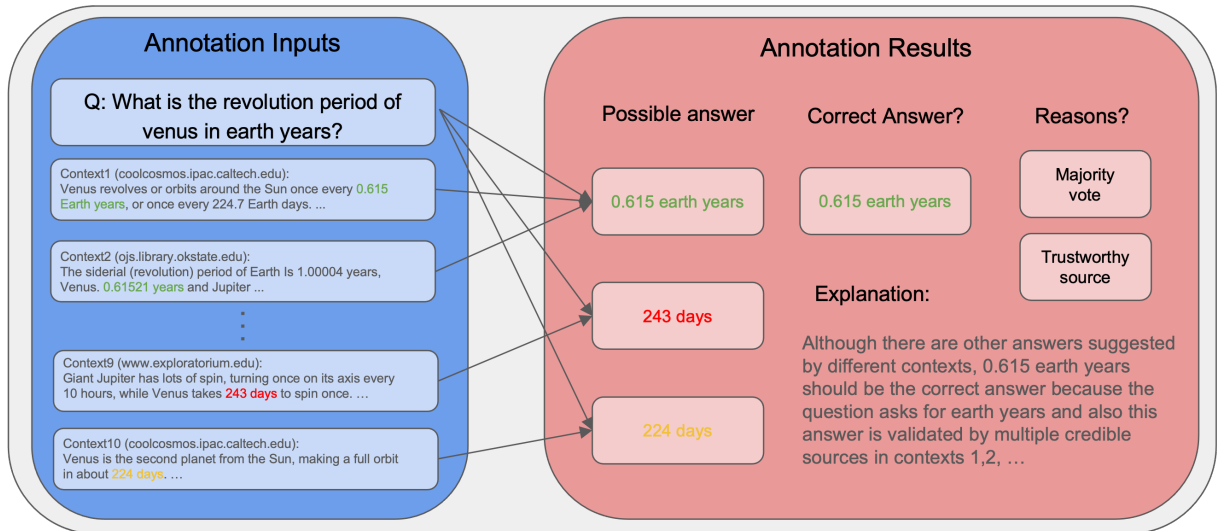 Annotation Inputs
Q: What is the revolution period of
venus in earth years?
Context1 (coolcosmos.ipac.caltech.edu):
Venus revolves or orbits around the Sun once every 0.615
Earth years, or once every 224.7 Earth days. ...
Context2 (ojs.library.okstate.edu):
The siderial (revolution) period of Earth Is 1.00004 years,
Venus. 0.61521 years and Jupiter ...
Context9 (www.exploratorium.edu):
Giant Jupiter has lots of spin, turning once on its axis every
10 hours, while Venus takes 243 days to spin once. …
Context10 (coolcosmos.ipac.caltech.edu):
Venus is the second planet from the Sun, making a full orbit
in about 224 days. …
Annotation Results
Possible answer
0.615 earth years
243 days
224 days
Correct Answer?
0.615 earth years
Reasons?
Majority
vote
Trustworthy
source
Explanation:
Although there are other answers suggested
by different contexts, 0.615 earth years
should be the correct answer because the
question asks for earth years and also this
answer is validated by multiple credible
sources in contexts 1,2, …